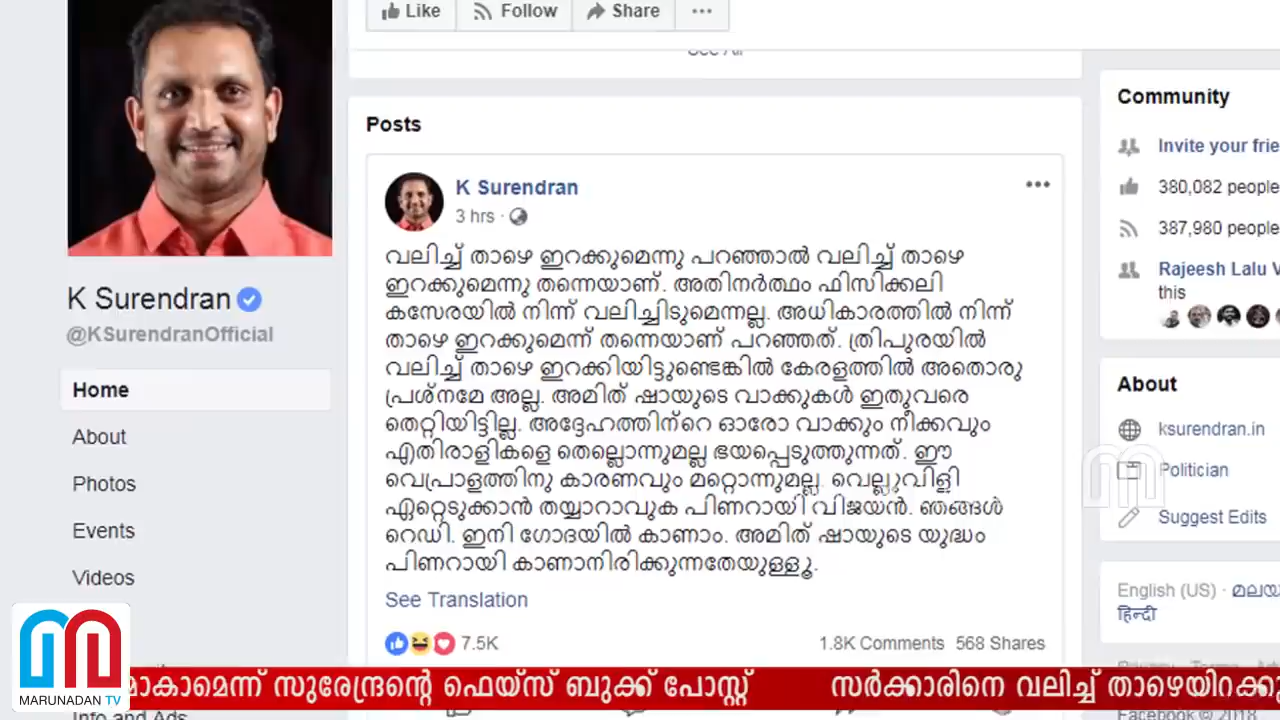 Like
Follow
Share
See All
Posts
K Surendran
3 hrs
വലിച്ച് താഴെ ഇറക്കുമെന്നു പറഞ്ഞാൽ വലിച്ച് താഴെ
ഇറക്കുമെന്നു തന്നെയാണ്. അതിനർത്ഥം ഫിസിക്കലി
കസേരയിൽ നിന്ന് വലിച്ചിടുമെന്നല്ല. അധികാരത്തിൽ നിന്ന്
താഴെ ഇറക്കുമെന്ന് തന്നെയാണ് പറഞ്ഞത്. ത്രിപുരയിൽ
വലിച്ച് താഴെ ഇറക്കിയിട്ടുണ്ടെങ്കിൽ കേരളത്തിൽ അതൊരു
പ്രശ്നമേ അല്ല. അമിത് ഷായുടെ വാക്കുകൾ ഇതുവരെ
തെറ്റിയിട്ടില്ല. അദ്ദേഹത്തിന്റെ ഓരോ വാക്കും നീക്കവും
എതിരാളികളെ തെല്ലൊന്നുമല്ല ഭയപ്പെടുത്തുന്നത്. ഈ
വെപ്രാളത്തിനു കാരണവും മറ്റൊന്നുമല്ല. വെല്ലുവിളി
ഏറ്റെടുക്കാൻ തയ്യാറാവുക പിണറായി വിജയൻ. ഞങ്ങൾ
റെഡി. ഇനി ഗോദയിൽ കാണാം. അമിത് ഷായുടെ യുദ്ധം
പിണറായി കാണാനിരിക്കുന്നതേയുള്ളൂ.
See Translation
7.5K
1.8K Comments 568 Shares
K Surendran
@KSurendranOfficial
Home
About
Photos
Events
Videos
Info and Ads
Community
Invite your frie
380,082 people
387,980 people
Rajeesh Lalu V
this
About
ksurendran.in
Politician
Suggest Edits
English (US) · മലയ
हिन्दी
Facebook © 2018
MARUNADAN TV
മാകാമെന്ന് സുരേന്ദ്രന്റെ ഫെയ്സ് ബുക്ക് പോസ്റ്റ് സർക്കാരിനെ വലിച്ച് താഴെയിറക്കു